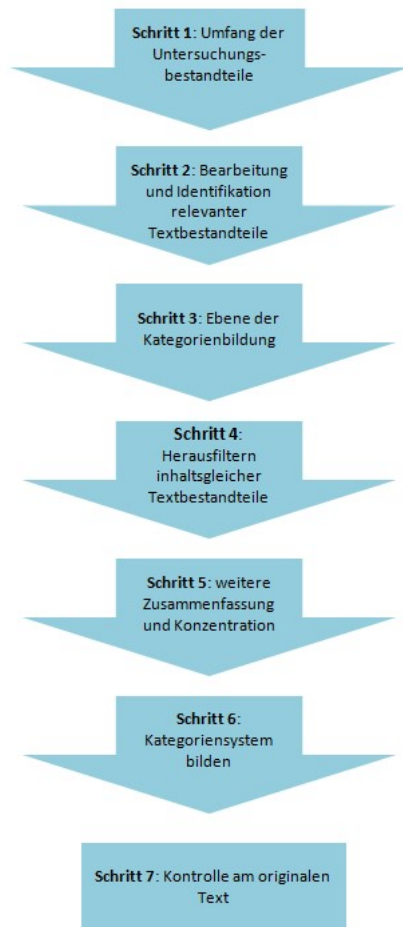 Schritt 1: Umfang der
Untersuchungs-
bestandteile
Schritt 2: Bearbeitung
und Identifikation
relevanter
Textbestandteile
Schritt 3: Ebene der
Kategorienbildung
Schritt 4:
Herausfiltern
inhaltsgleicher
Textbestandteile
Schritt 5: weitere
Zusammenfassung
und Konzentration
Schritt 6:
Kategoriensystem
bilden
Schritt 7: Kontrolle am originalen
Text